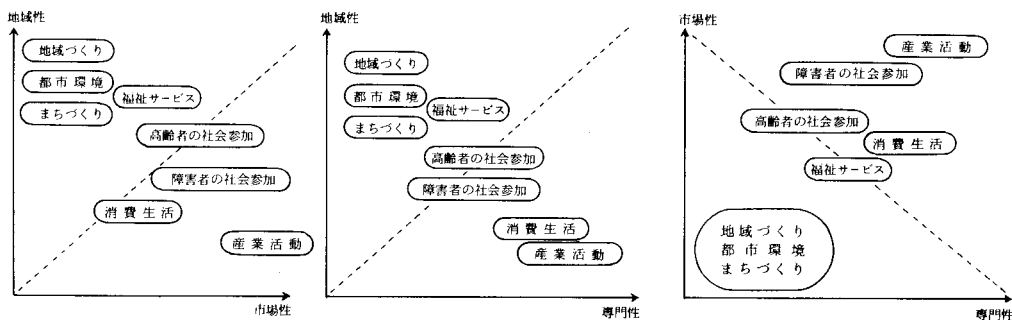 地域性
地域づくり
都市環境
福祉サービス
まちづくり
高齢者の社会参加
障害者の社会参加
消費生活
産業活動
市場性
地域性
地域づくり
都市環境
福祉サービス
まちづくり
高齢者の社会参加
障害者の社会参加
消費生活
産業活動
専門性
市場性
産業活動
障害者の社会参加
高齢者の社会参加
消費生活
福祉サービス
地域づくり
都市環境
まちづくり
専門性